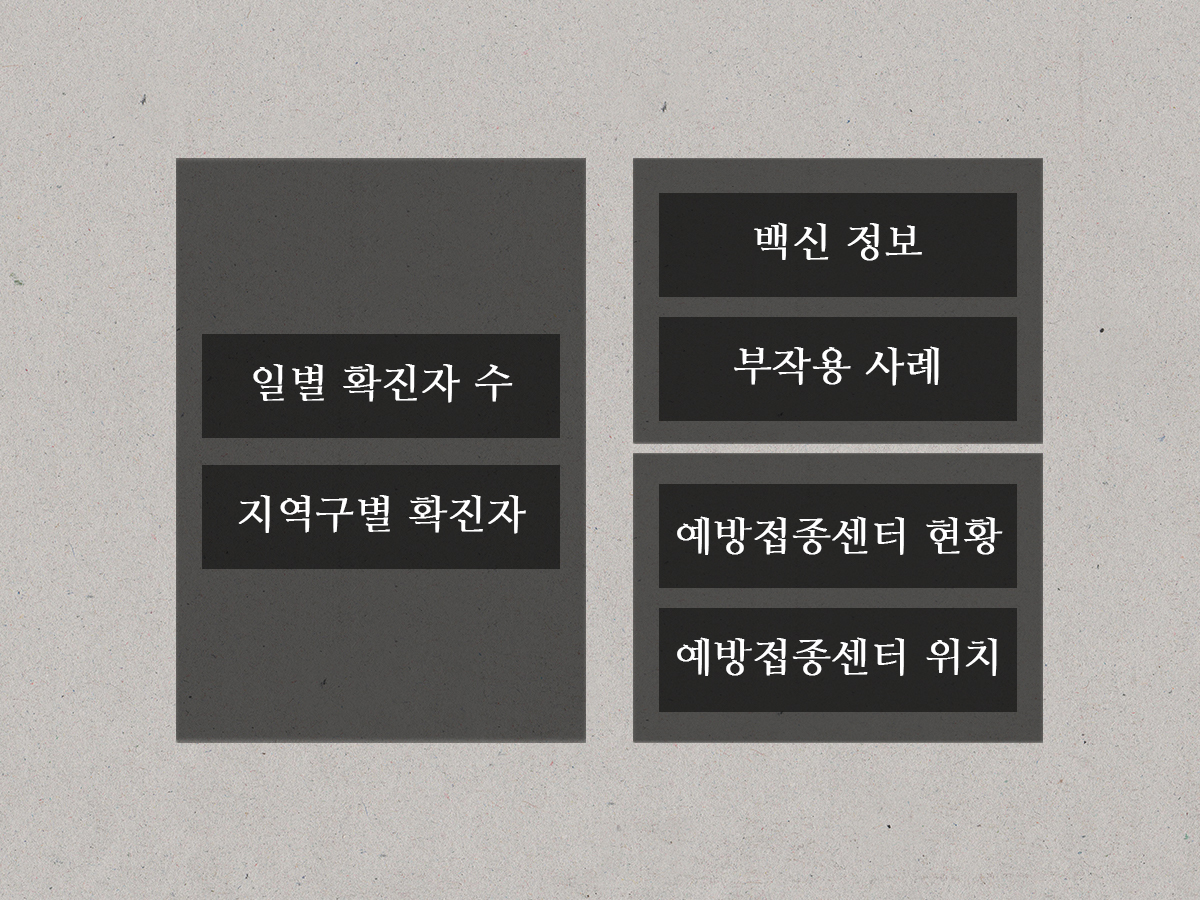 일별 확진자 수
지역구별 확진자
백신 정보
부작용 사례
예방접종센터 현황
예방접종센터 위치